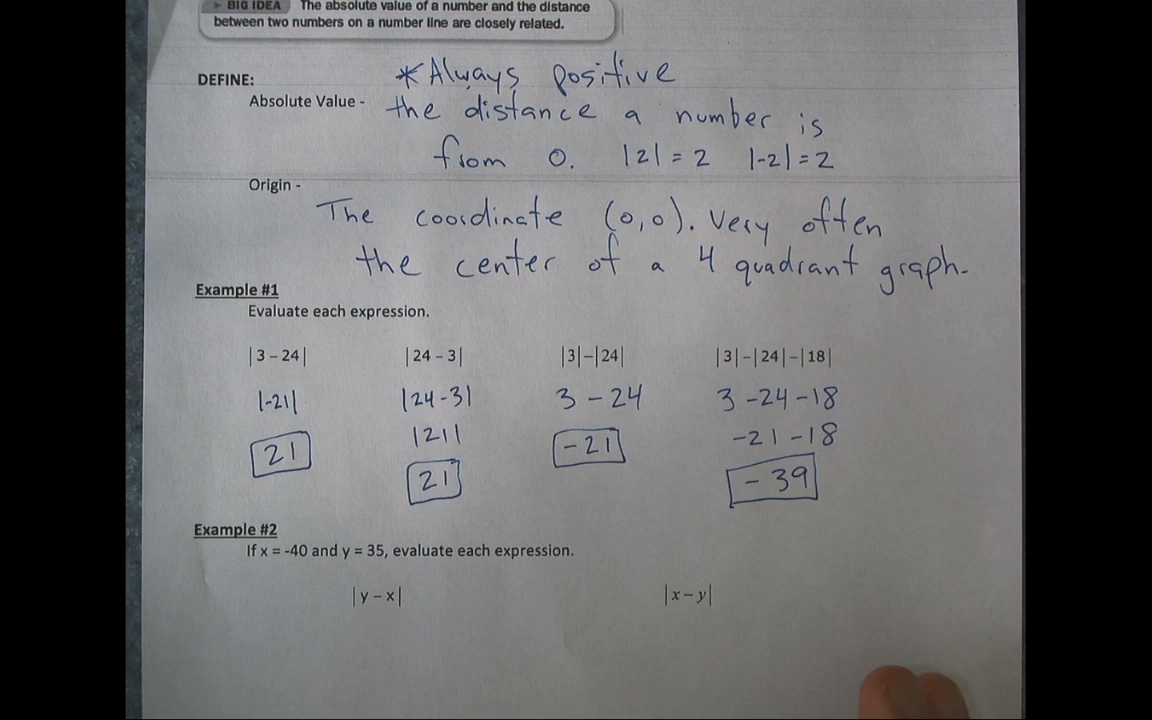 ► BIG IDEA The absolute value of a number and the distance
between two numbers on a number line are closely related.
DEFINE:
*Always positive
Absolute Value - the distance a number is
from 0. |2| = 2 |-2| = 2
Origin -
The coordinate (0,0). Very often
the center of a 4 quadrant graph.
Example #1
Evaluate each expression.
|3 – 24| |24 – 3| |3|–|24| |3|–|24|–|18|
|-21| |24-3| 3 - 24 3 -24 -18
21 |21| -21 -21 -18
21 -39
Example #2
If x = -40 and y = 35, evaluate each expression.
|y – x| |x – y|